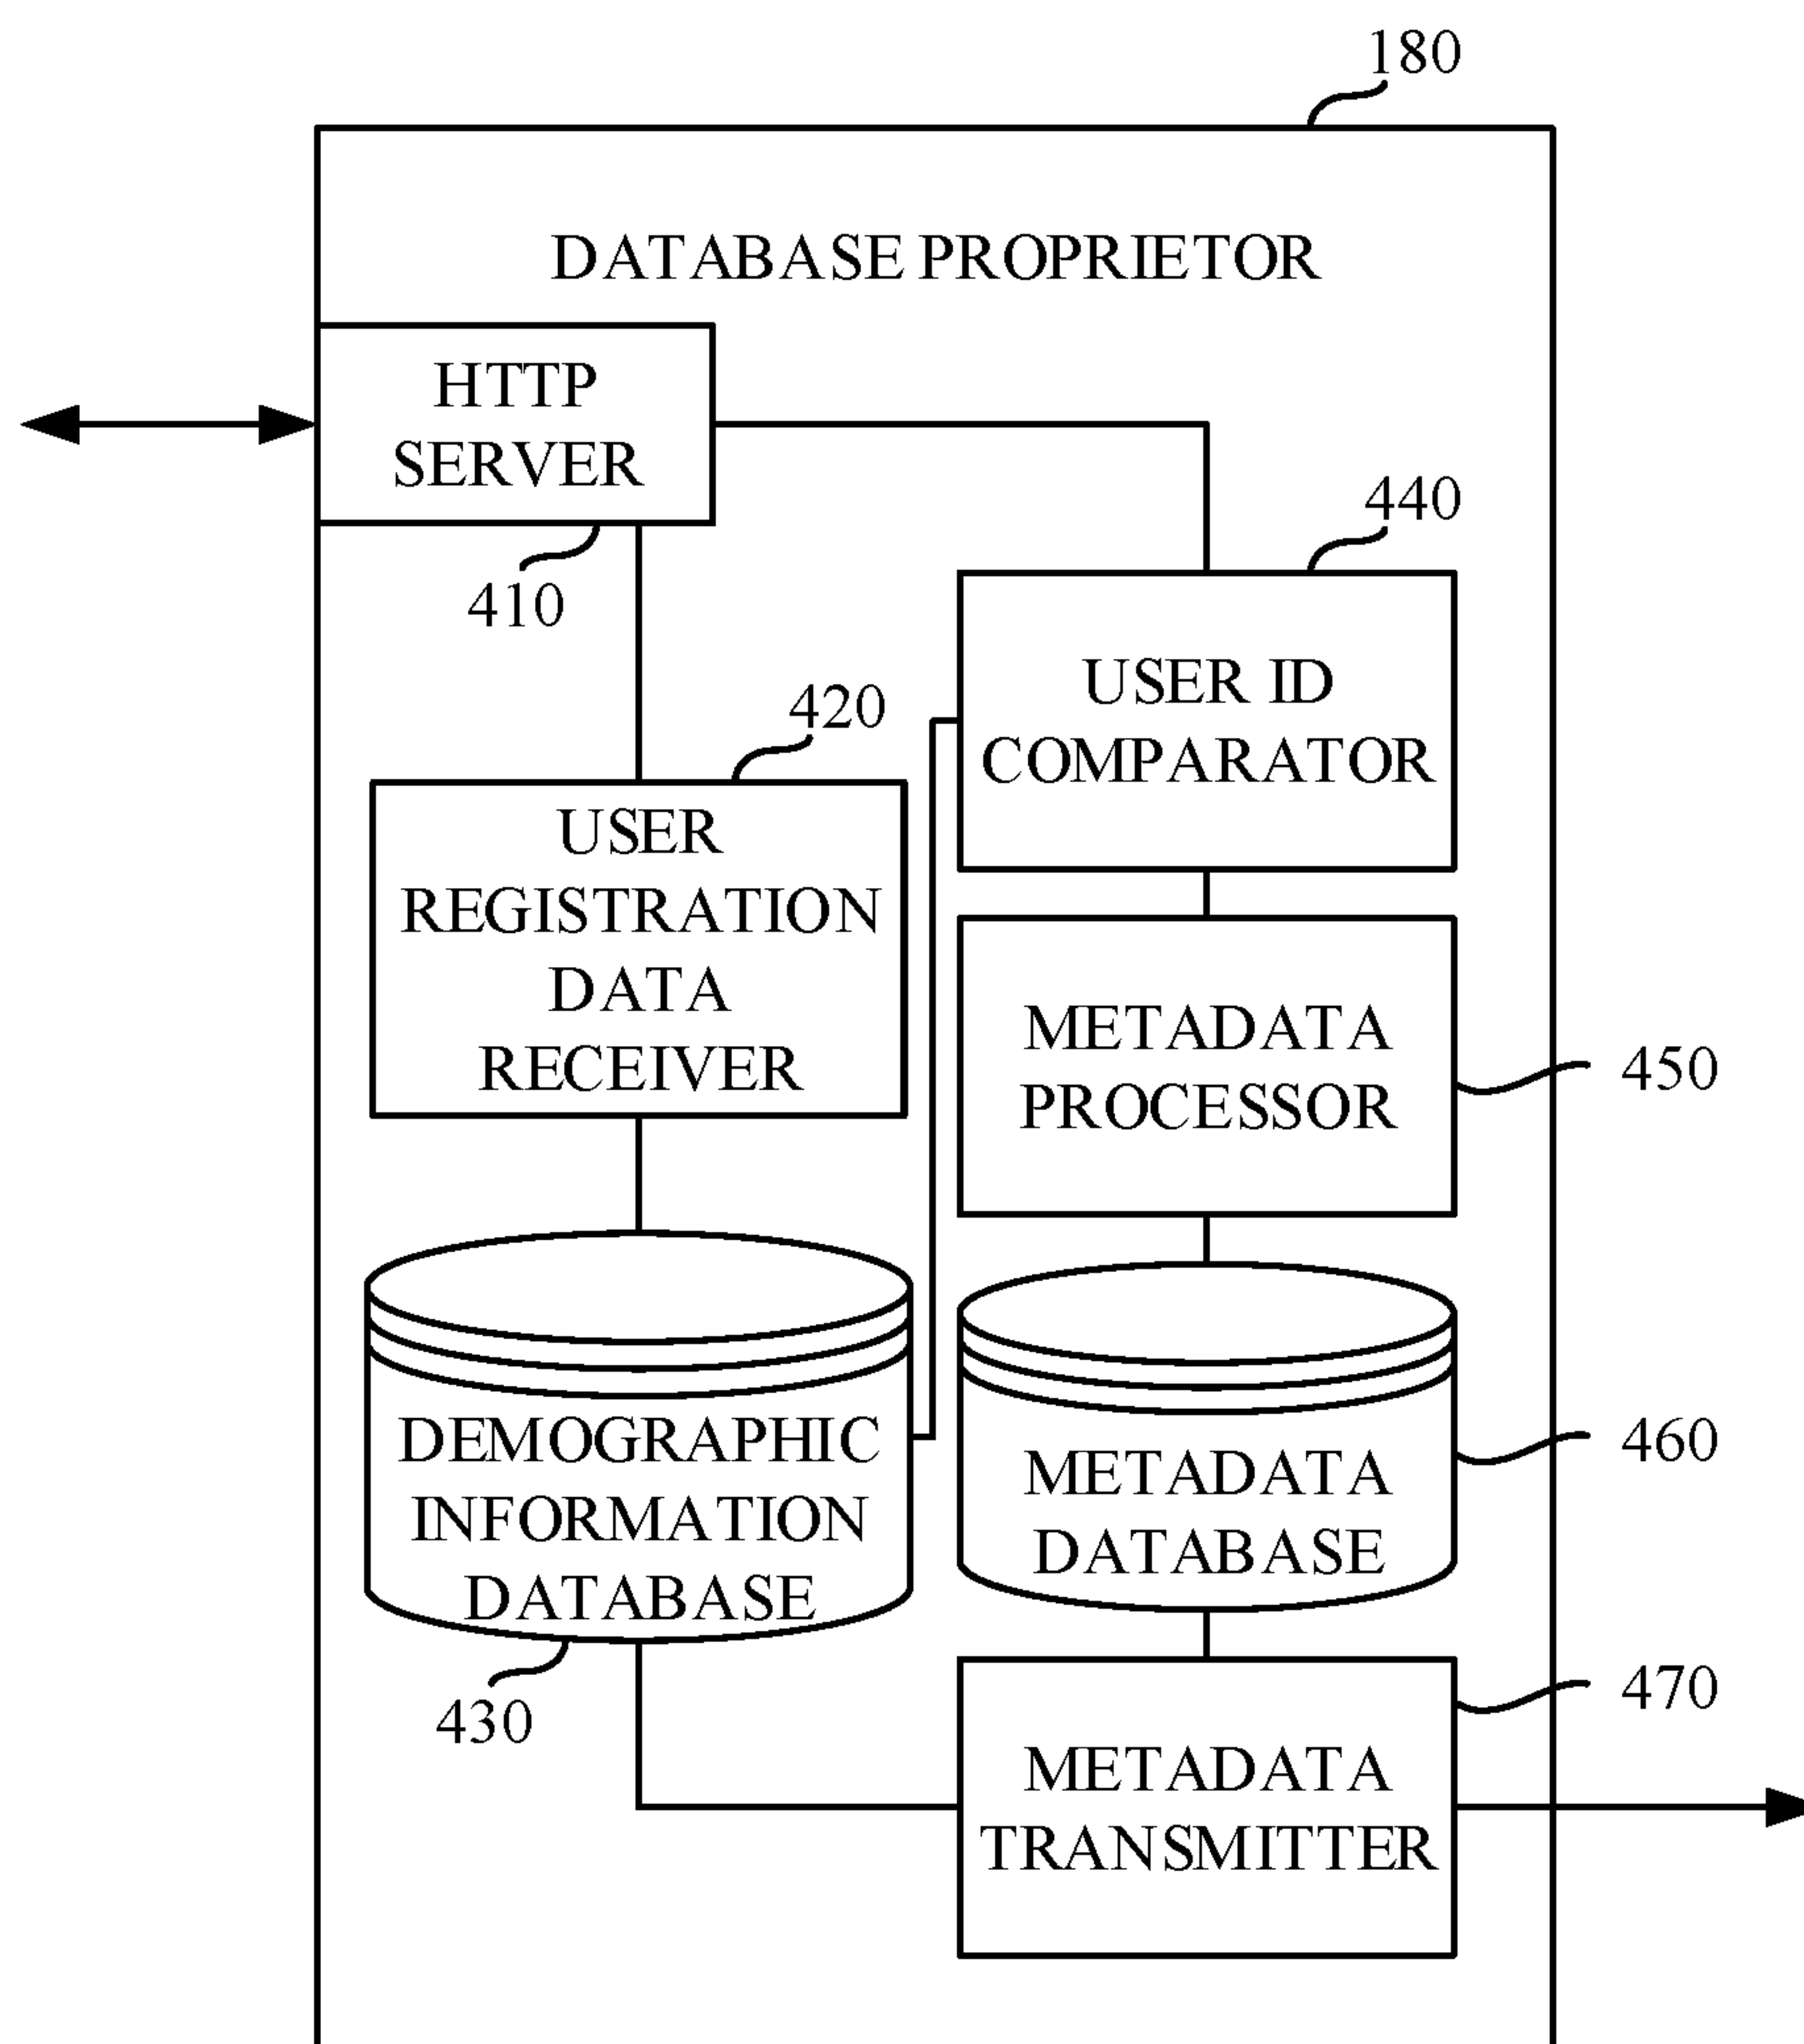 180
DATABASE PROPRIETOR
HTTP
SERVER
410
440
USER ID
COMPARATOR
420
USER
REGISTRATION
DATA
RECEIVER
METADATA
PROCESSOR
450
DEMOGRAPHIC
INFORMATION
DATABASE
430
METADATA
DATABASE
460
470
METADATA
TRANSMITTER